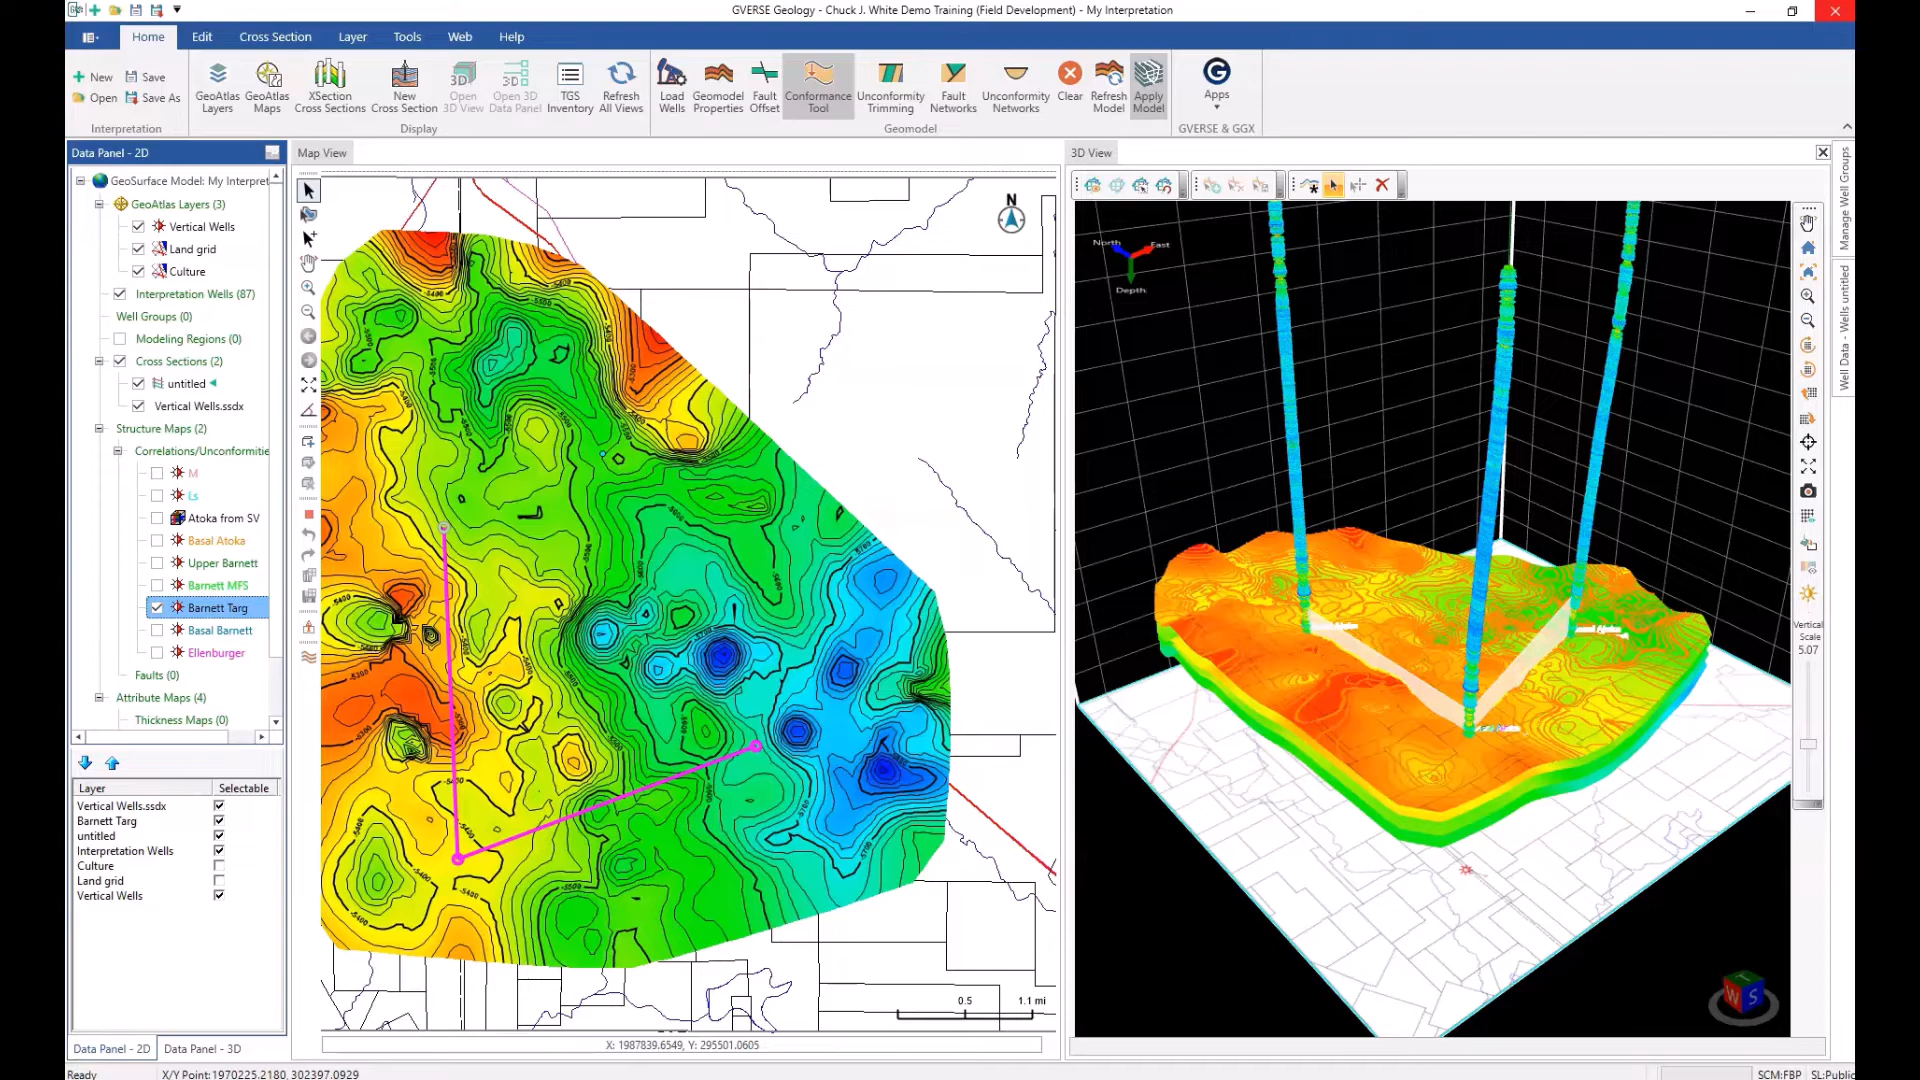 GVERSE Geology - Chuck J. White Demo Training (Field Development) - My Interpretation
Home Edit Cross Section Layer Tools Web Help
New Save
Open Save As
Interpretation
GeoAtlas Layers
GeoAtlas Maps
XSection Cross Sections
New Cross Section
Open 3D View
Open 3D Data Panel
TGS Inventory
Refresh All Views
Display
Load Wells
Geomodel Properties
Fault Offset
Conformance Tool
Unconformity Trimming
Fault Networks
Unconformity Networks
Clear
Refresh Model
Apply Model
Geomodel
Apps
GVERSE & GGX
Data Panel - 2D
GeoSurface Model: My Interpret
GeoAtlas Layers (3)
Vertical Wells
Land grid
Culture
Interpretation Wells (87)
Well Groups (0)
Modeling Regions (0)
Cross Sections (2)
untitled
Vertical Wells.ssdx
Structure Maps (2)
Correlations/Unconformitie
M
Ls
Atoka from SV
Basal Atoka
Upper Barnett
Barnett MFS
Barnett Targ
Basal Barnett
Ellenburger
Faults (0)
Attribute Maps (4)
Thickness Maps (0)
Layer Selectable
Vertical Wells.ssdx
Barnett Targ
untitled
Interpretation Wells
Culture
Land grid
Vertical Wells
Data Panel - 2D Data Panel - 3D
Map View
N
0.5 1.1 mi
X: 1987839.6549, Y: 295501.0605
3D View
North East
Depth:
Vertical Scale
5.07
W S
Manage Well Groups
Well Data - Wells untitled
Ready X/Y Point: 1970225.2180, 302397.0929 SCM:FBP SL:Public